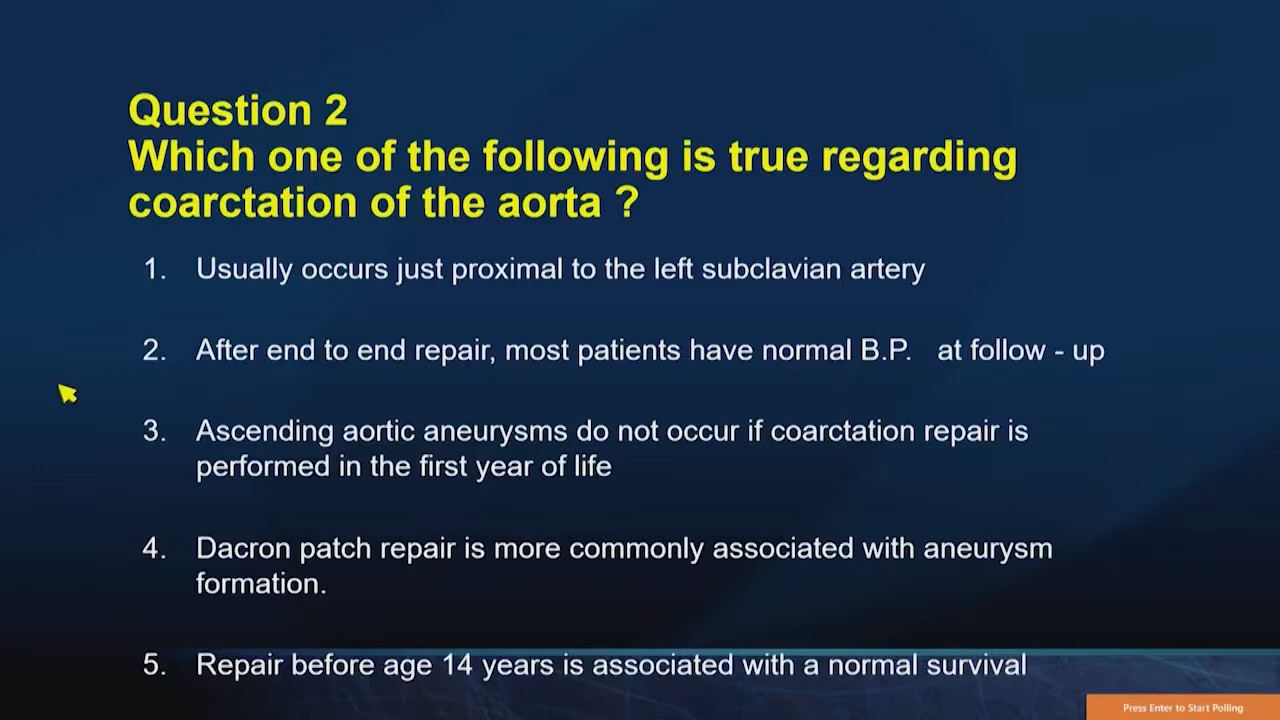 Question 2
Which one of the following is true regarding
coarctation of the aorta ?
1. Usually occurs just proximal to the left subclavian artery
2. After end to end repair, most patients have normal B.P. at follow - up
3. Ascending aortic aneurysms do not occur if coarctation repair is
performed in the first year of life
4. Dacron patch repair is more commonly associated with aneurysm
formation.
5. Repair before age 14 years is associated with a normal survival
Press Enter to Start Polling